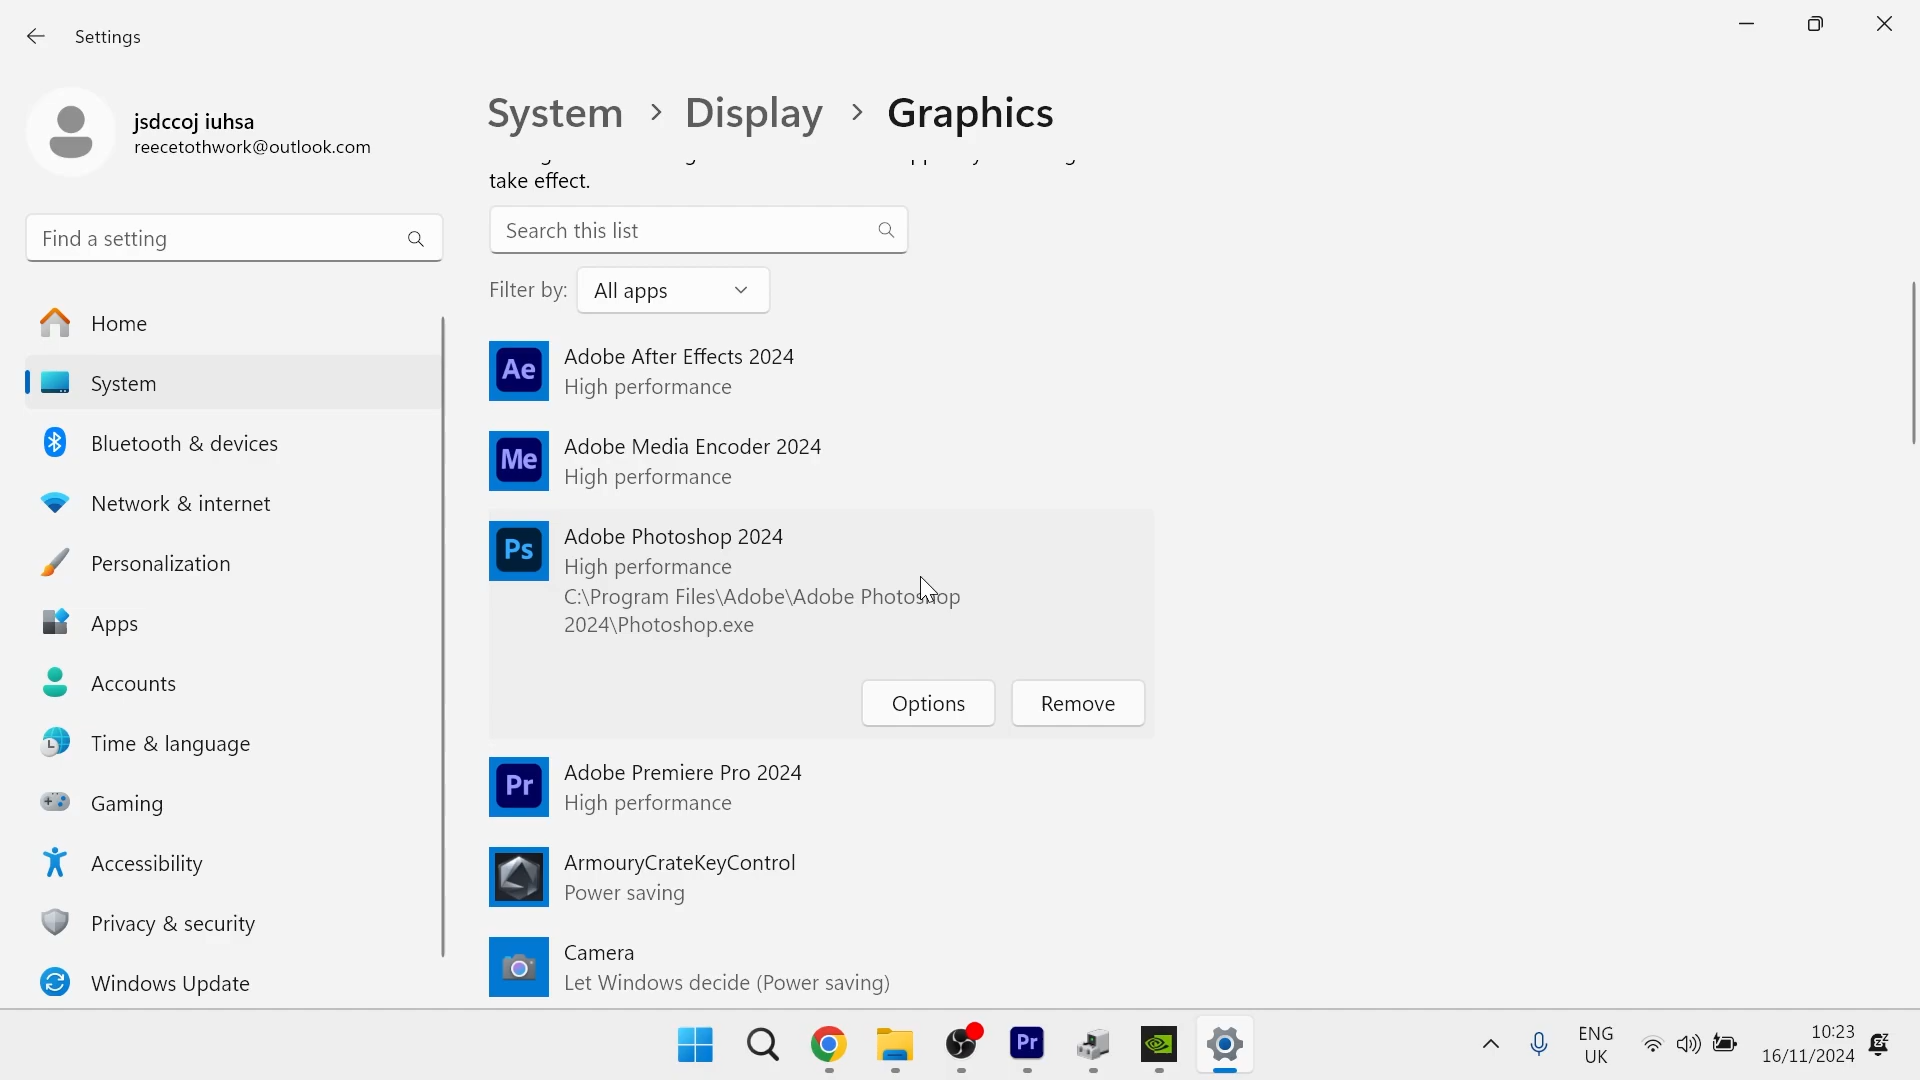 Settings
jsdccoj iuhsa
reecetothwork@outlook.com
Find a setting
Home
System
Bluetooth & devices
Network & internet
Personalization
Apps
Accounts
Time & language
Gaming
Accessibility
Privacy & security
Windows Update
System > Display > Graphics
take effect.
Search this list
Filter by: All apps
Ae
Adobe After Effects 2024
High performance
Me
Adobe Media Encoder 2024
High performance
Ps
Adobe Photoshop 2024
High performance
C:\Program Files\Adobe\Adobe Photoshop
2024\Photoshop.exe
Options Remove
Pr
Adobe Premiere Pro 2024
High performance
ArmouryCrateKeyControl
Power saving
Camera
Let Windows decide (Power saving)
Pr
ENG
UK
10:23
16/11/2024